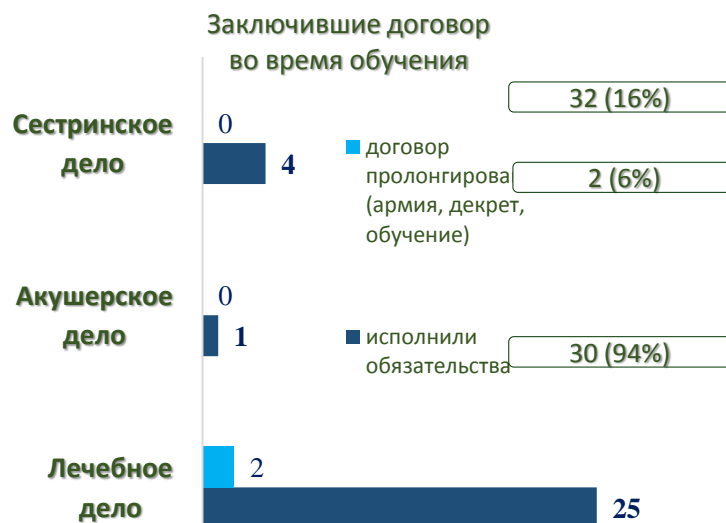 Заключившие договор
во время обучения
32 (16%)
Сестринское
дело
0
4
договор
пролонгирова
(армия, декрет,
обучение)
2 (6%)
Акушерское
дело
0
1
исполнили
обязательства
30 (94%)
Лечебное
дело
2
25